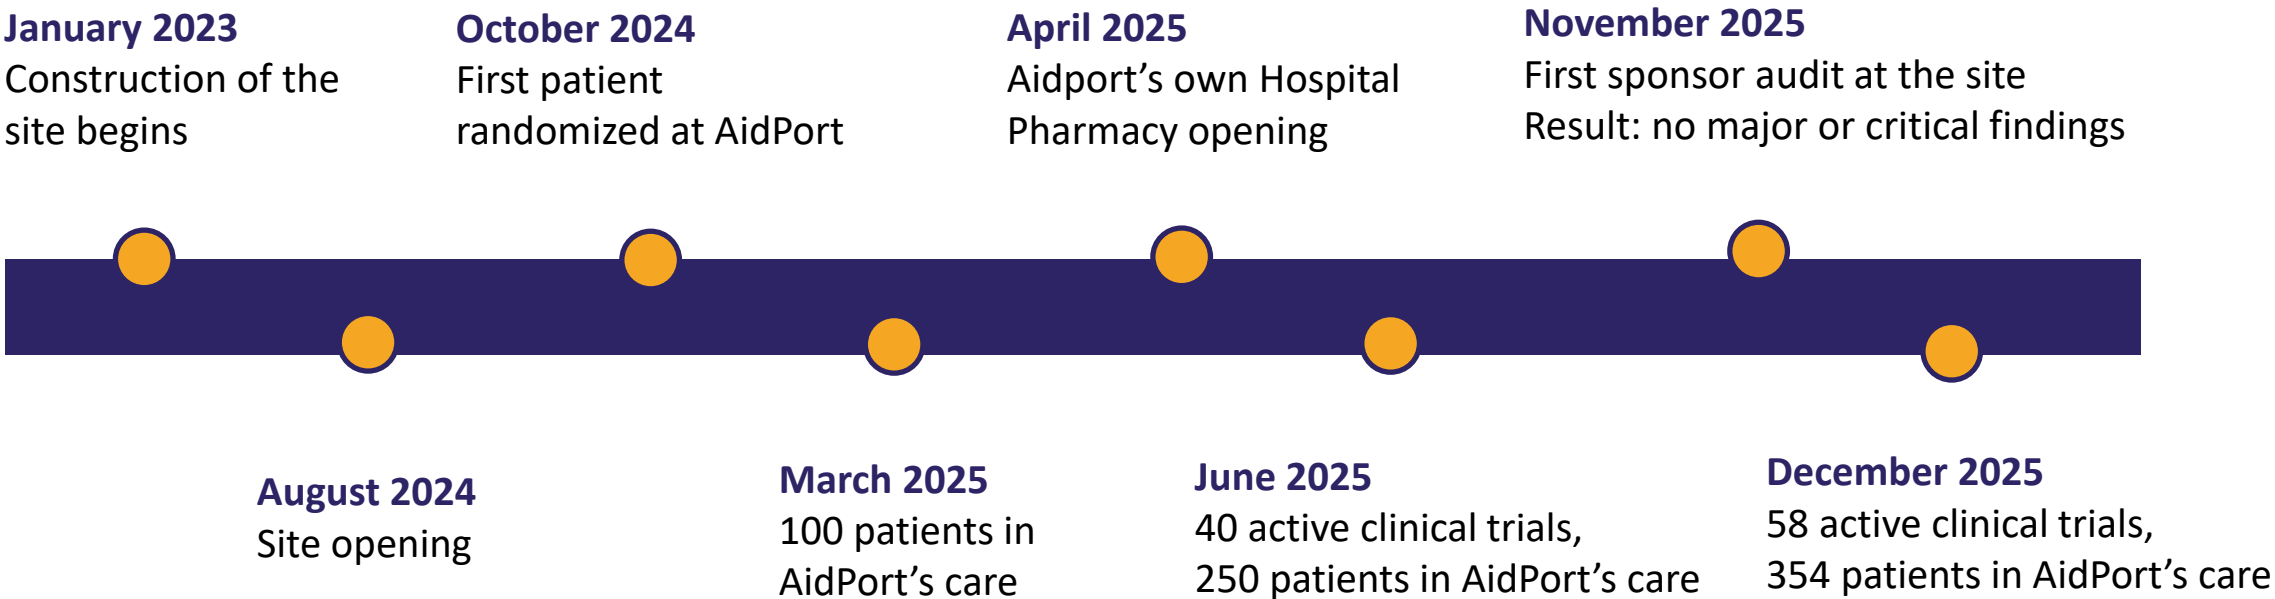 January 2023
Construction of the
site begins
October 2024
First patient
randomized at AidPort
April 2025
Aidport’s own Hospital
Pharmacy opening
November 2025
First sponsor audit at the site
Result: no major or critical findings
August 2024
Site opening
March 2025
100 patients in
AidPort’s care
June 2025
40 active clinical trials,
250 patients in AidPort’s care
December 2025
58 active clinical trials,
354 patients in AidPort’s care